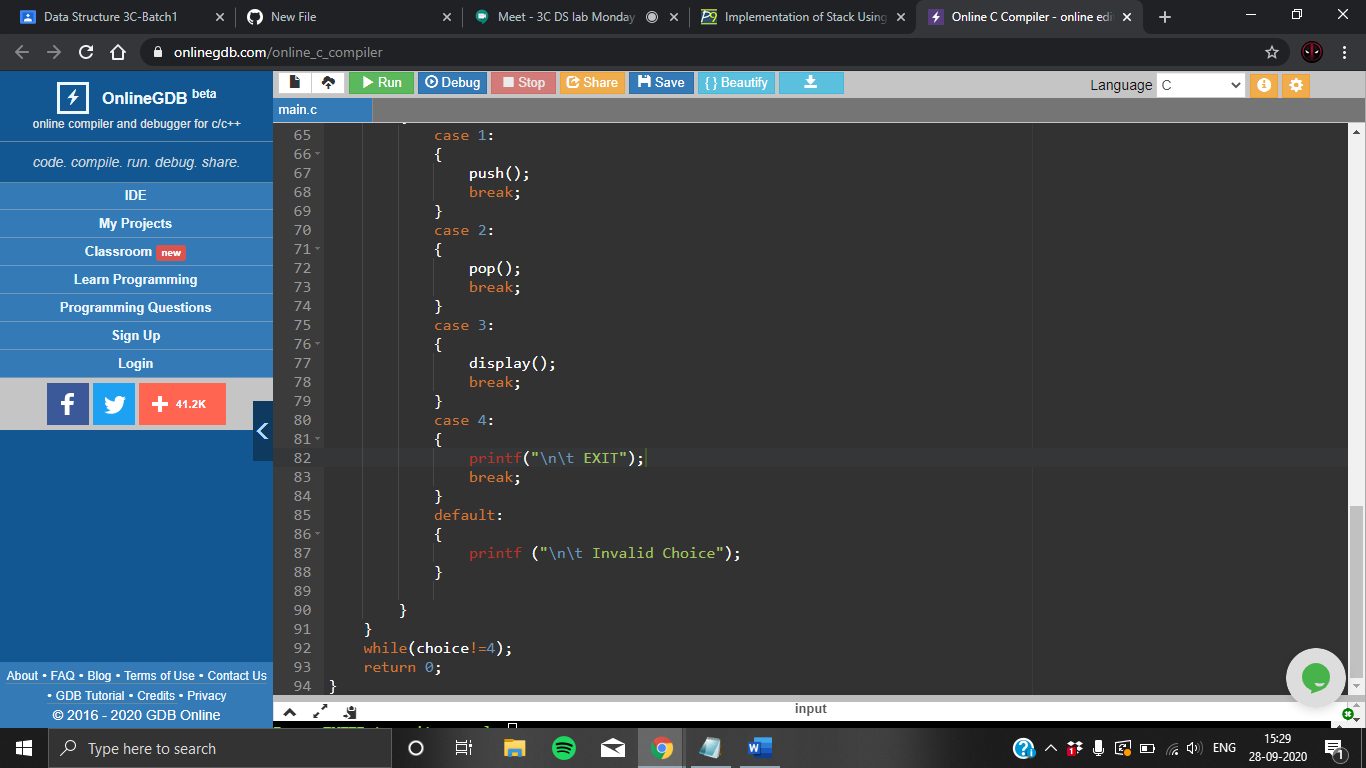 Data Structure 3C-Batch1
New File
Meet - 3C DS lab Monday
Implementation of Stack Using
Online C Compiler - online edi
onlinegdb.com/online_c_compiler
OnlineGDB beta
online compiler and debugger for c/c++
code. compile. run. debug. share.
IDE
My Projects
Classroom new
Learn Programming
Programming Questions
Sign Up
Login
41.2K
About • FAQ • Blog • Terms of Use • Contact Us
• GDB Tutorial • Credits • Privacy
© 2016 - 2020 GDB Online
Run Debug Stop Share Save { } Beautify
Language C
main.c
65 case 1:
66 {
67 push();
68 break;
69 }
70 case 2:
71 {
72 pop();
73 break;
74 }
75 case 3:
76 {
77 display();
78 break;
79 }
80 case 4:
81 {
82 printf("\n\t EXIT");
83 break;
84 }
85 default:
86 {
87 printf ("\n\t Invalid Choice");
88 }
89
90 }
91 }
92 while(choice!=4);
93 return 0;
94 }
input
Type here to search
ENG
15:29
28-09-2020
1